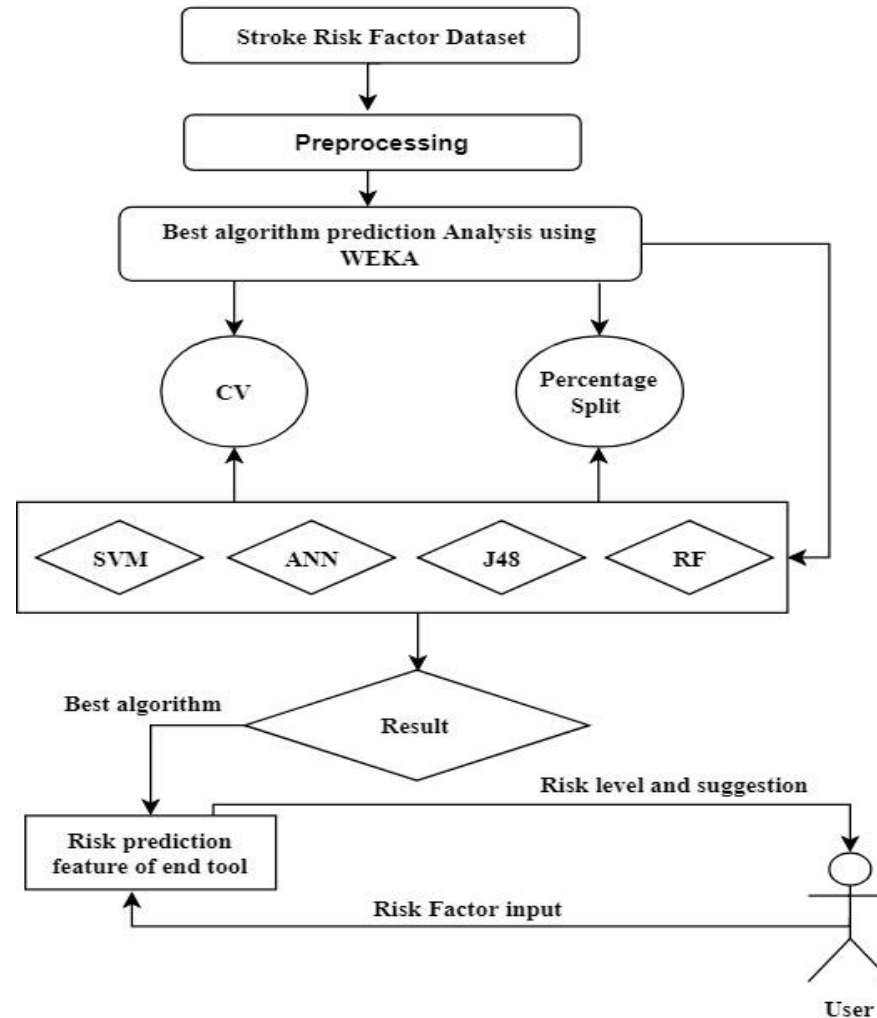 Stroke Risk Factor Dataset
Preprocessing
Best algorithm prediction Analysis using
WEKA
CV
Percentage
Split
SVM
ANN
J48
RF
Best algorithm
Result
Risk level and suggestion
Risk prediction
feature of end tool
Risk Factor input
User